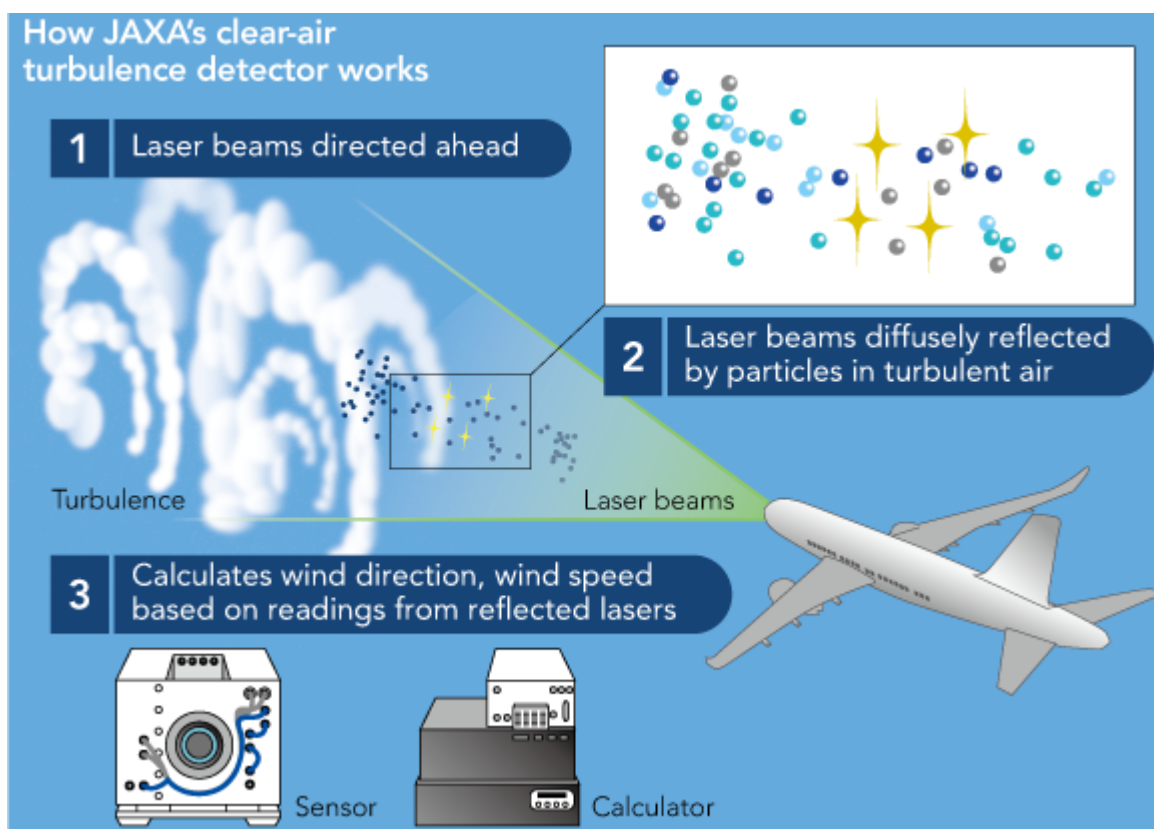 How JAXA's clear-air
turbulence detector works
1
Laser beams directed ahead
2
Laser beams diffusely reflected
by particles in turbulent air
Turbulence
Laser beams
3
Calculates wind direction, wind speed
based on readings from reflected lasers
Sensor
Calculator